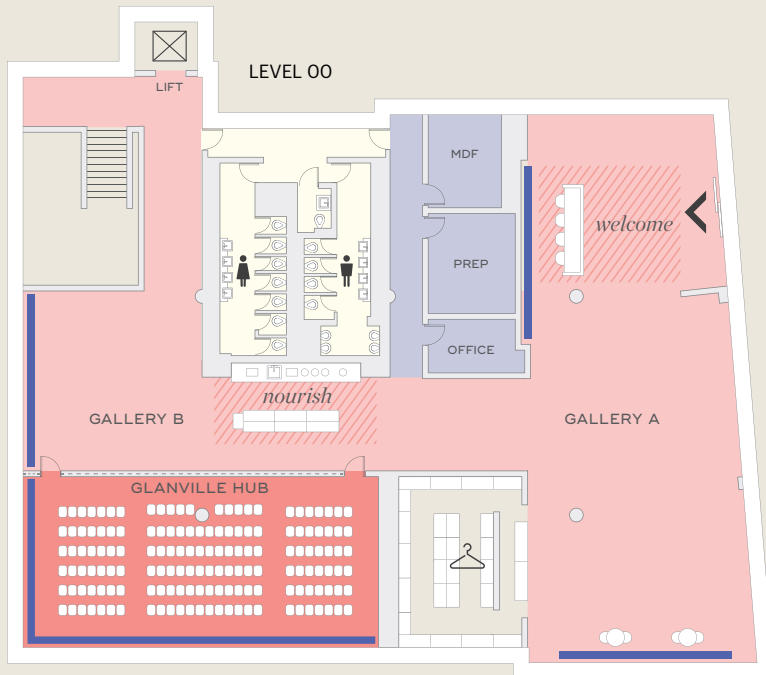 LEVEL 00
LIFT
MDF
welcome
PREP
OFFICE
nourish
GALLERY B
GALLERY A
GLANVILLE HUB